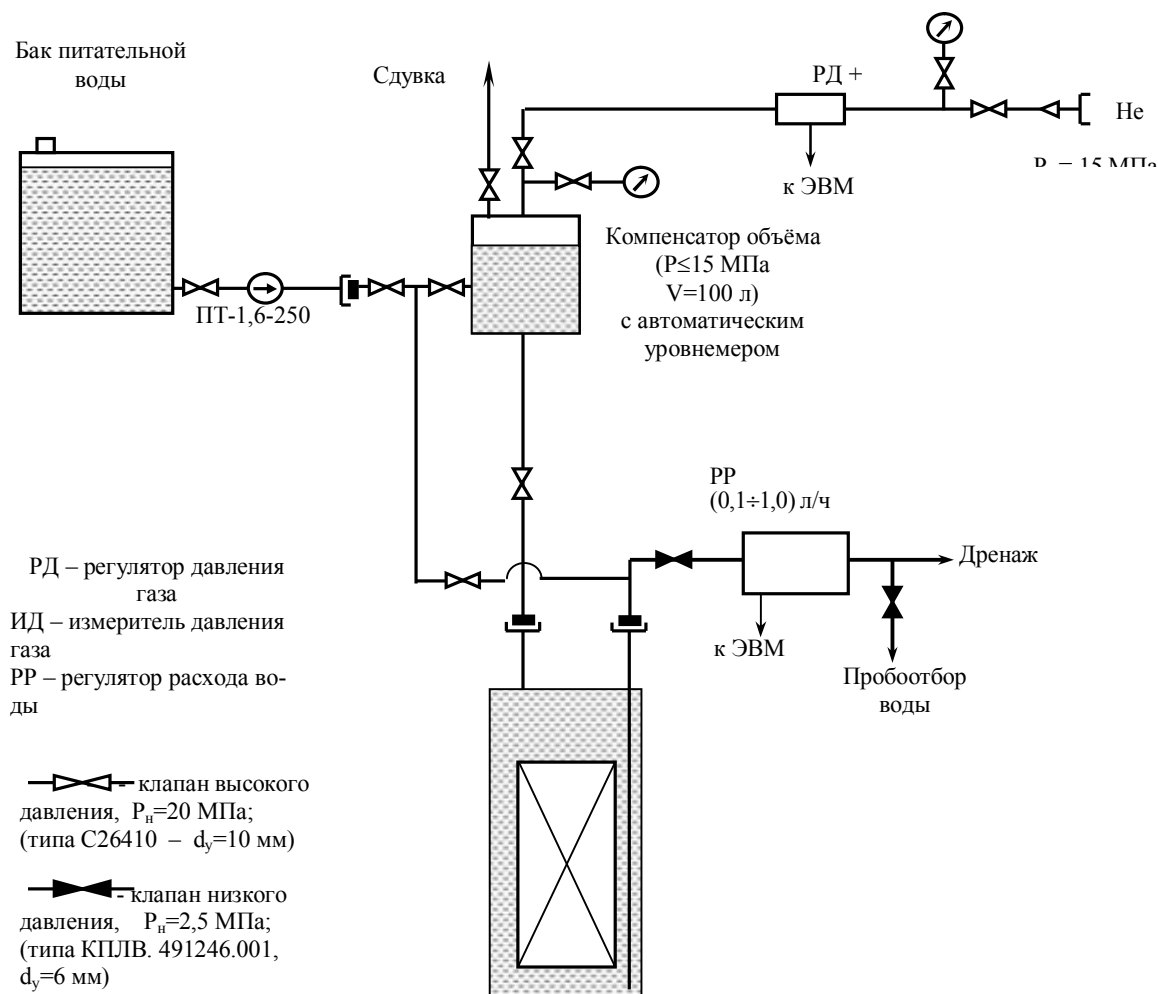 Бак питательной
воды
Сдувка
РД +
Не
к ЭВМ
ПТ-1,6-250
Компенсатор объёма
(P≤15 МПа
V=100 л)
с автоматическим
уровнемером
РР
(0,1÷1,0) л/ч
Дренаж
к ЭВМ
Пробоотбор
воды
РД – регулятор давления
газа
ИД – измеритель давления
газа
РР – регулятор расхода во-
ды
- клапан высокого
давления, Pн=20 МПа;
(типа С26410 – dу=10 мм)
- клапан низкого
давления, Pн=2,5 МПа;
(типа КПЛВ. 491246.001,
dу=6 мм)